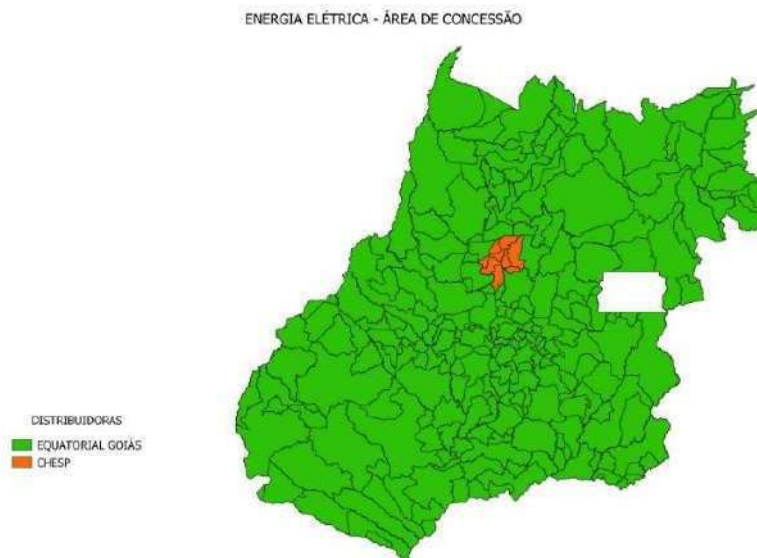 ENERGIA ELÉTRICA - ÁREA DE CONCESSÃO
DISTRIBUIDORAS
EQUATORIAL GOIÁS
CHESP